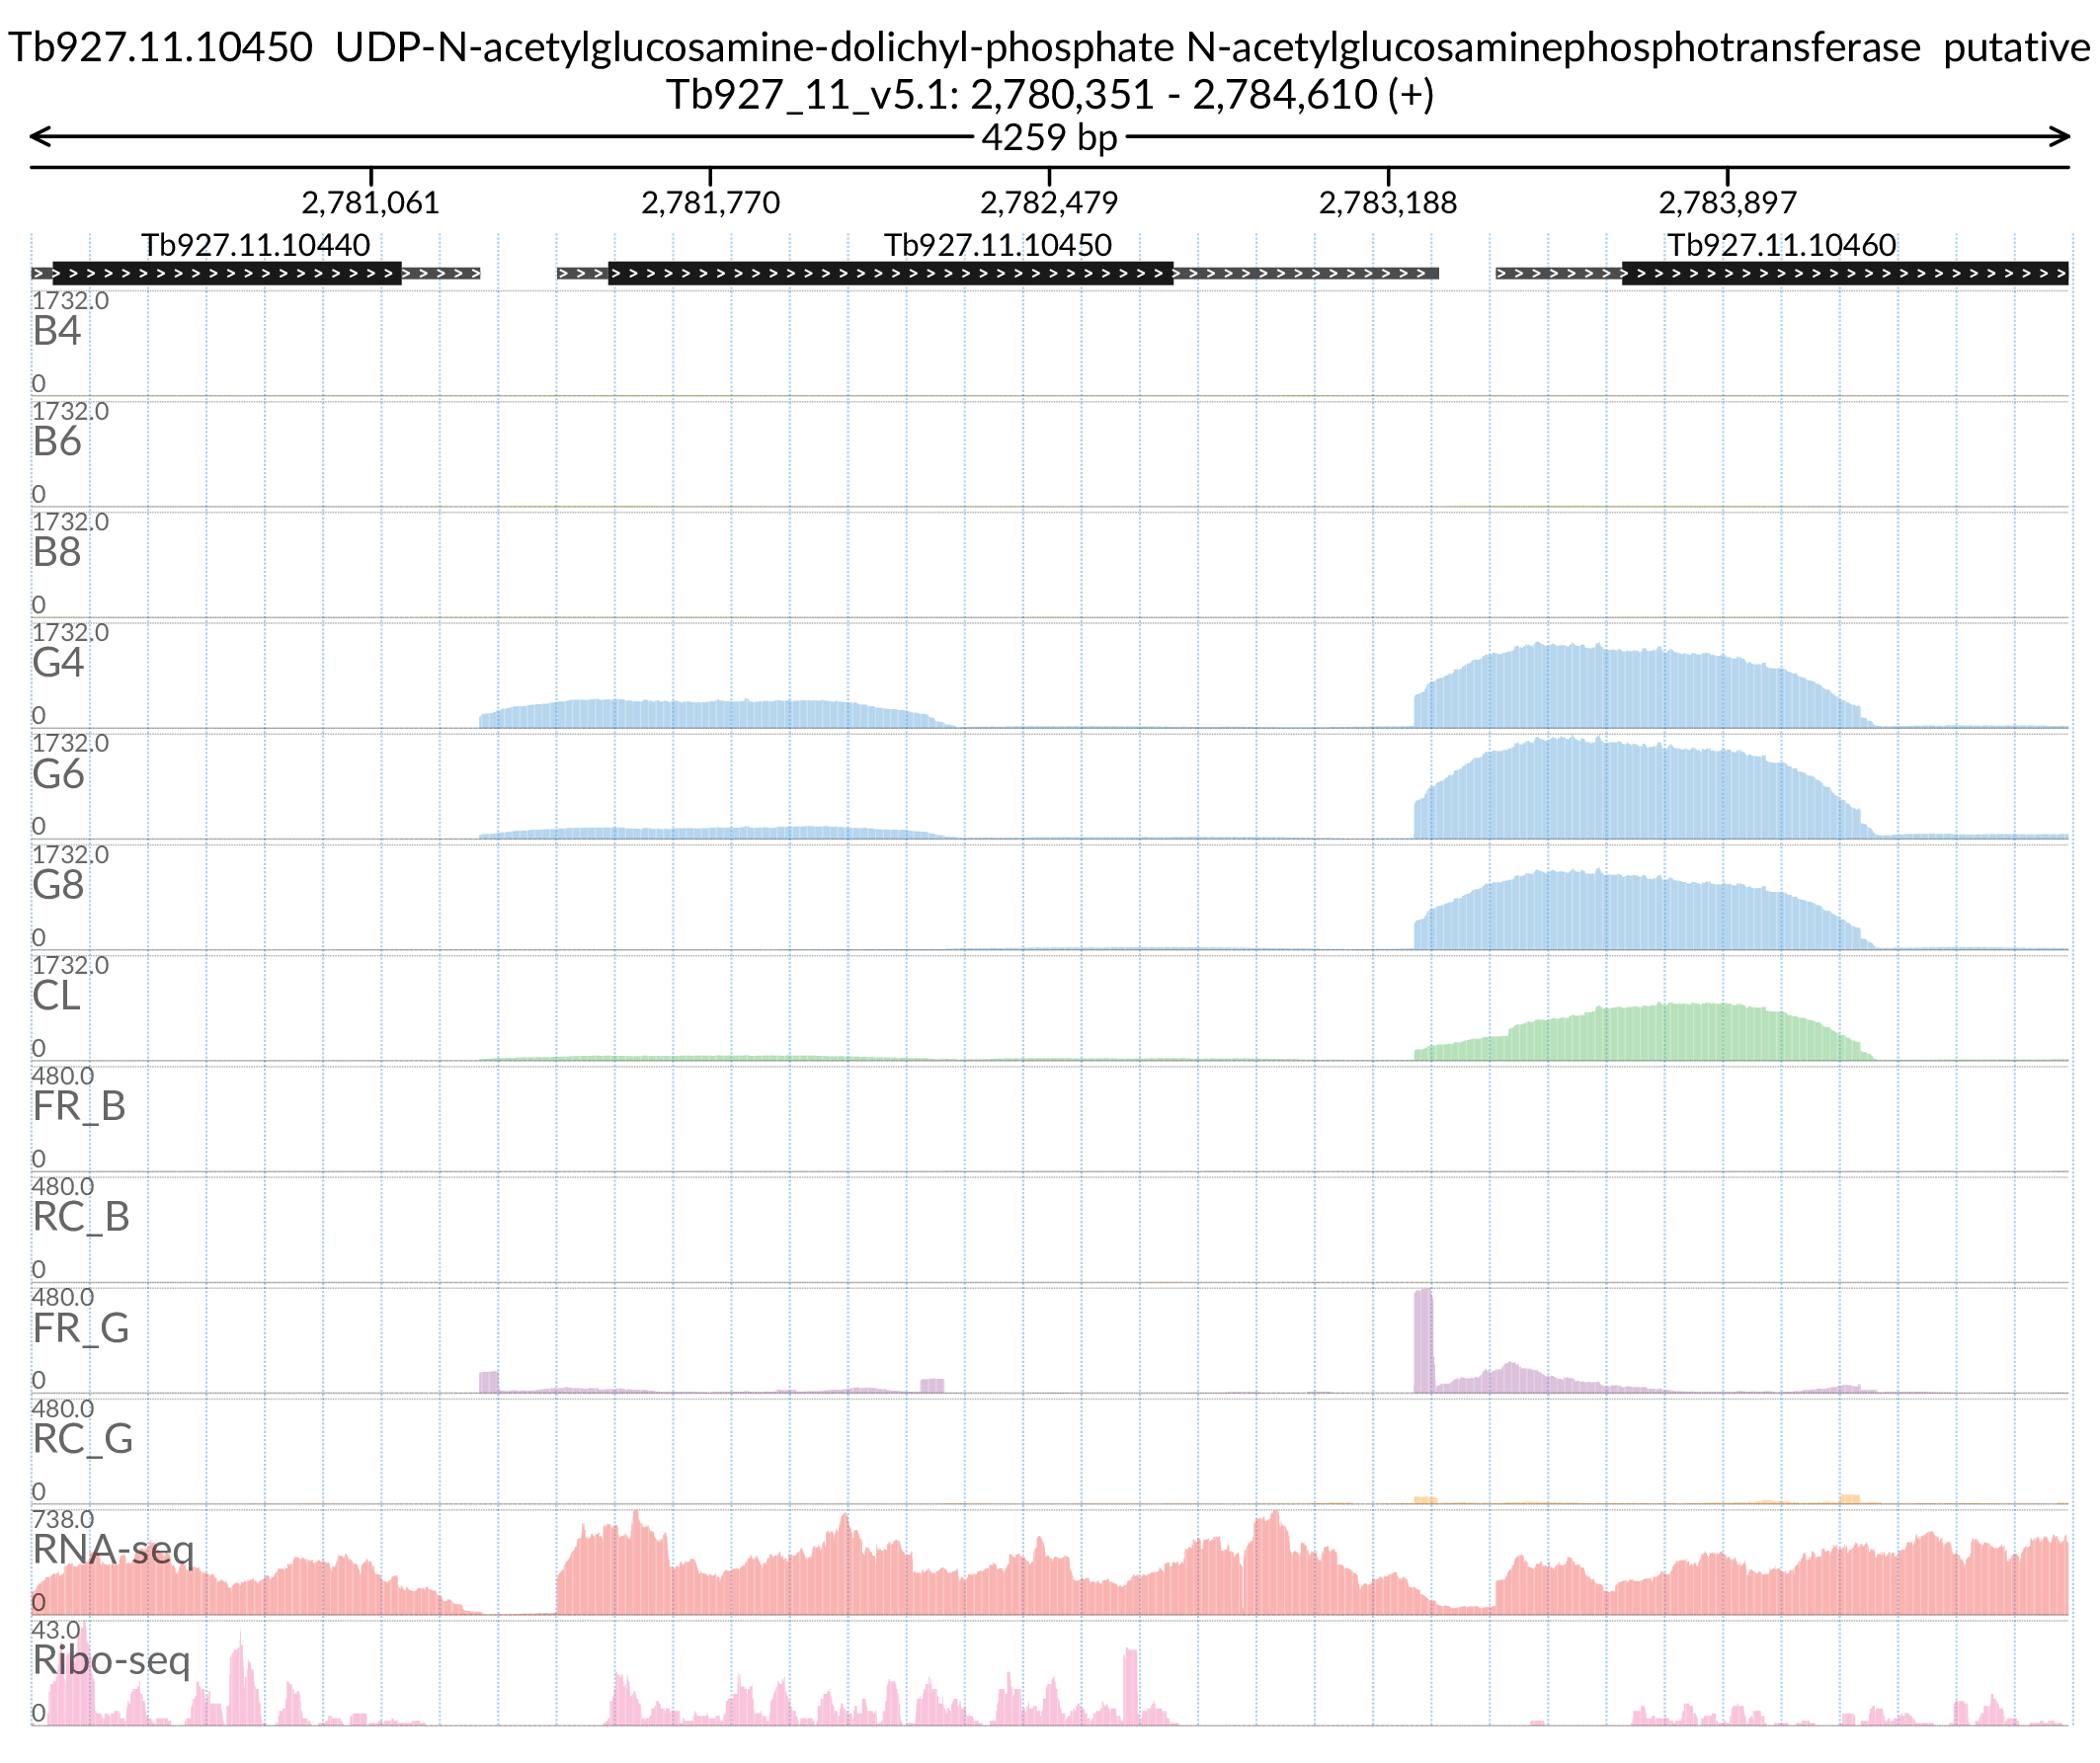 Tb927.11.10450 UDP-N-acetylglucosamine-dolichyl-phosphate N-acetylglucosaminephosphotransferase putative
Tb927_11_v5.1: 2,780,351 - 2,784,610 (+)
4259 bp
2,781,061 2,781,770 2,782,479 2,783,188 2,783,897
Tb927.11.10440 Tb927.11.10450 Tb927.11.10460
1732.0
B4
0
1732.0
B6
0
1732.0
B8
0
1732.0
G4
0
1732.0
G6
0
1732.0
G8
0
1732.0
CL
0
480.0
FR_B
0
480.0
RC_B
0
480.0
FR_G
0
480.0
RC_G
0
738.0
RNA-seq
0
43.0
Ribo-seq
0